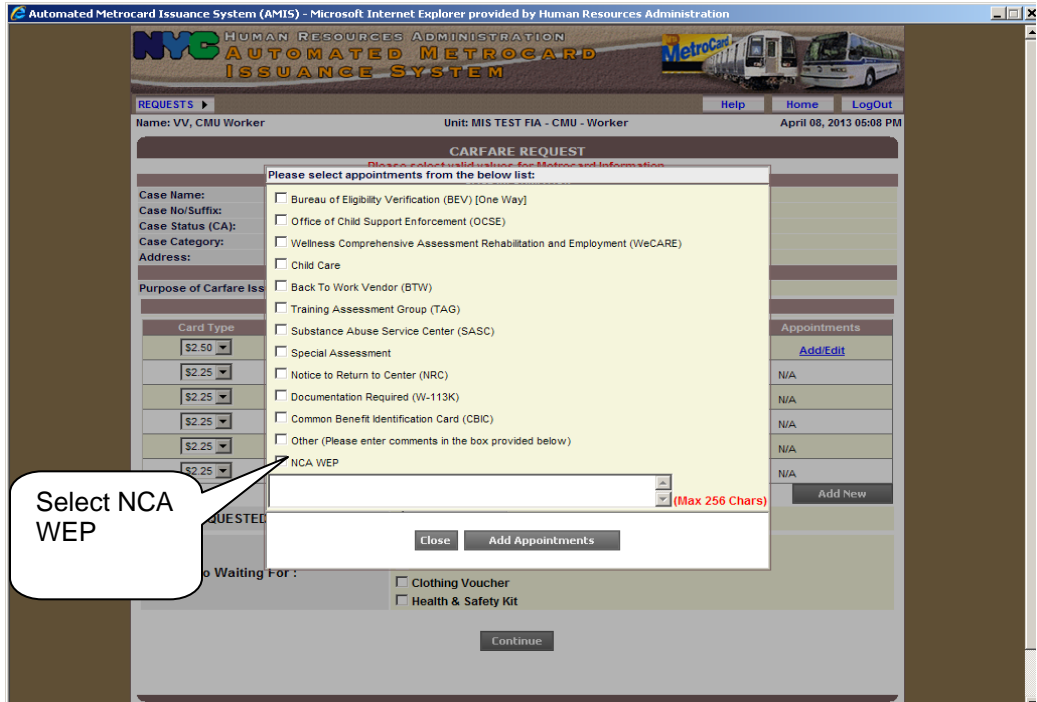 Automated Metrocard Issuance System (AMIS) - Microsoft Internet Explorer provided by Human Resources Administration
NYC
HUMAN RESOURCES ADMINISTRATION
AUTOMATED METROCARD
ISSUANCE SYSTEM
MetroCard
REQUESTS
Help Home LogOut
Name: VV, CMU Worker Unit: MIS TEST FIA - CMU - Worker April 08, 2013 05:08 PM
CARFARE REQUEST
Please select valid values for Metrocard Information
Please select appointments from the below list:
Case Name:
Case No/Suffix:
Case Status (CA):
Case Category:
Address:
Purpose of Carfare Iss
Bureau of Eligibility Verification (BEV) [One Way]
Office of Child Support Enforcement (OCSE)
Wellness Comprehensive Assessment Rehabilitation and Employment (WeCARE)
Child Care
Back To Work Vendor (BTW)
Training Assessment Group (TAG)
Substance Abuse Service Center (SASC)
Special Assessment
Notice to Return to Center (NRC)
Documentation Required (W-113K)
Common Benefit Identification Card (CBIC)
Other (Please enter comments in the box provided below)
NCA WEP
(Max 256 Chars)
Close Add Appointments
Card Type Appointments
$2.50 Add/Edit
$2.25 N/A
$2.25 N/A
$2.25 N/A
$2.25 N/A
$2.25 N/A
Add New
Select NCA
WEP
QUESTED
o Waiting For :
Clothing Voucher
Health & Safety Kit
Continue